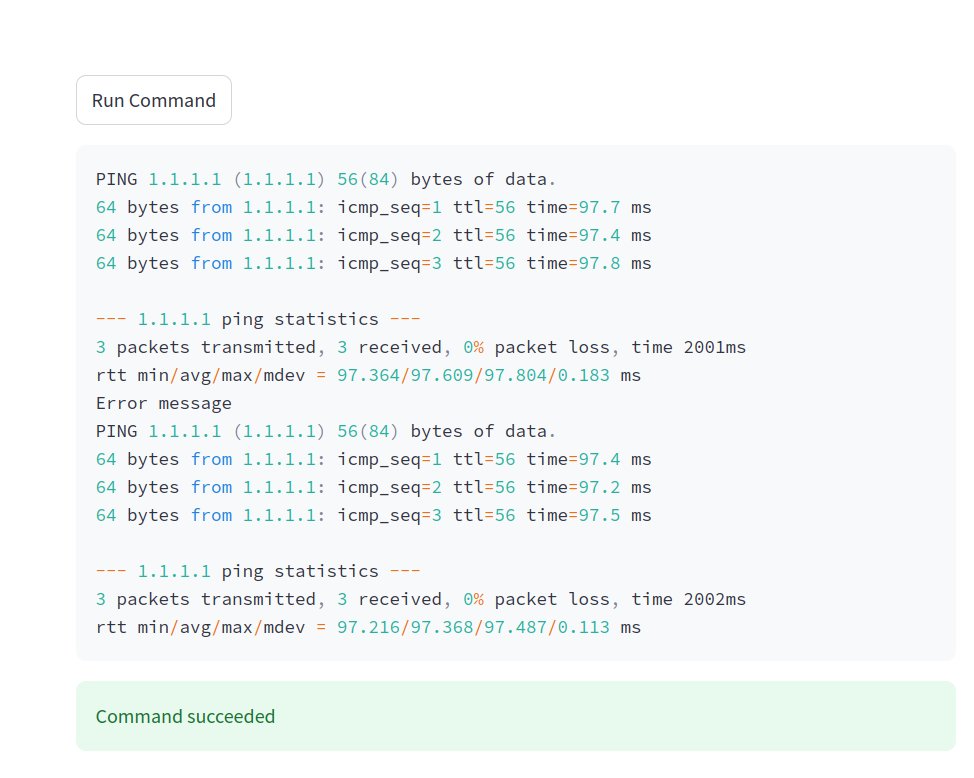 Run Command
PING 1.1.1.1 (1.1.1.1) 56(84) bytes of data.
64 bytes from 1.1.1.1: icmp_seq=1 ttl=56 time=97.7 ms
64 bytes from 1.1.1.1: icmp_seq=2 ttl=56 time=97.4 ms
64 bytes from 1.1.1.1: icmp_seq=3 ttl=56 time=97.8 ms

--- 1.1.1.1 ping statistics ---
3 packets transmitted, 3 received, 0% packet loss, time 2001ms
rtt min/avg/max/mdev = 97.364/97.609/97.804/0.183 ms
Error message
PING 1.1.1.1 (1.1.1.1) 56(84) bytes of data.
64 bytes from 1.1.1.1: icmp_seq=1 ttl=56 time=97.4 ms
64 bytes from 1.1.1.1: icmp_seq=2 ttl=56 time=97.2 ms
64 bytes from 1.1.1.1: icmp_seq=3 ttl=56 time=97.5 ms

--- 1.1.1.1 ping statistics ---
3 packets transmitted, 3 received, 0% packet loss, time 2002ms
rtt min/avg/max/mdev = 97.216/97.368/97.487/0.113 ms
Command succeeded